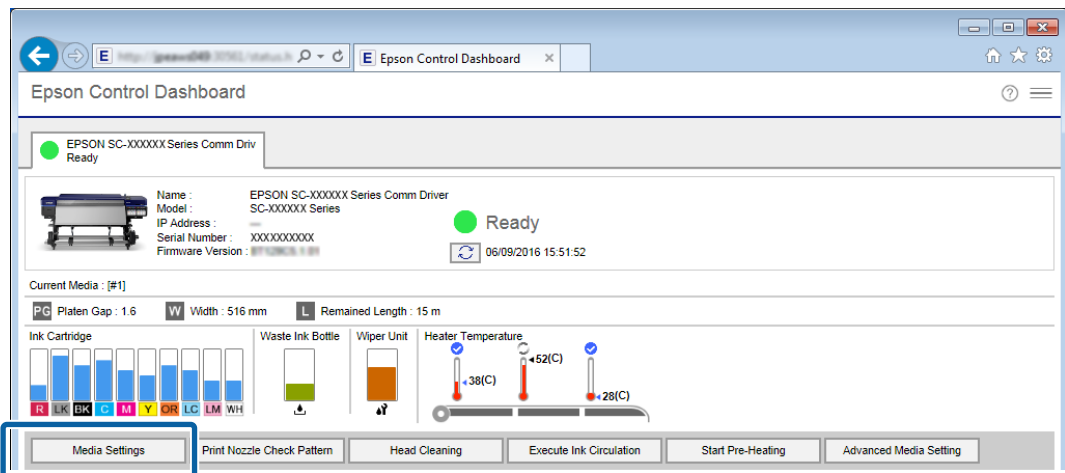 E Epson Control Dashboard
Epson Control Dashboard
EPSON SC-XXXXXX Series Comm Driv
Ready
Name : EPSON SC-XXXXXX Series Comm Driver
Model : SC-XXXXXX Series
IP Address : —
Serial Number : XXXXXXXXXX
Firmware Version :
Ready
06/09/2016 15:51:52
Current Media : [#1]
PG Platen Gap : 1.6 W Width : 516 mm L Remained Length : 15 m
Ink Cartridge Waste Ink Bottle Wiper Unit Heater Temperature
52(C)
38(C)
28(C)
R LK BK C M Y OR LC LM WH
Media Settings Print Nozzle Check Pattern Head Cleaning Execute Ink Circulation Start Pre-Heating Advanced Media Setting